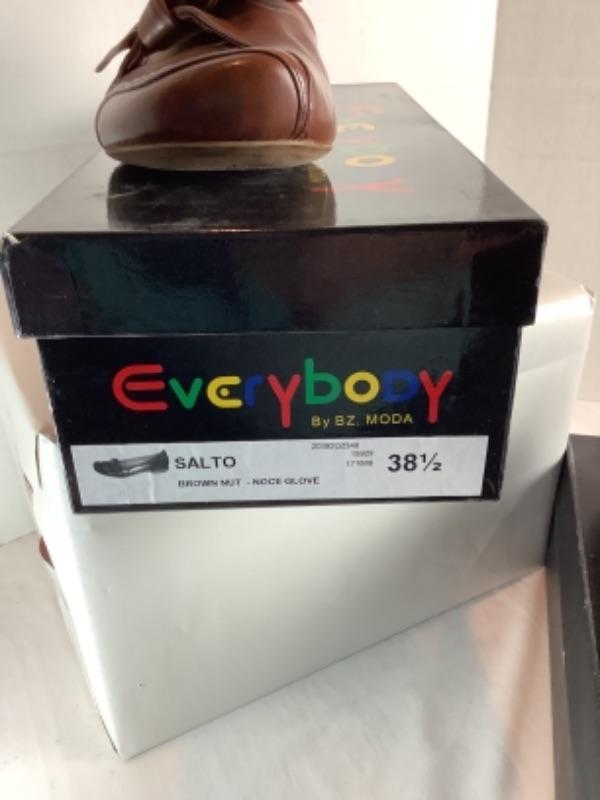 Everybody
By BZ. MODA
SALTO
38½
BROWN NUT - NOCE GLOVE